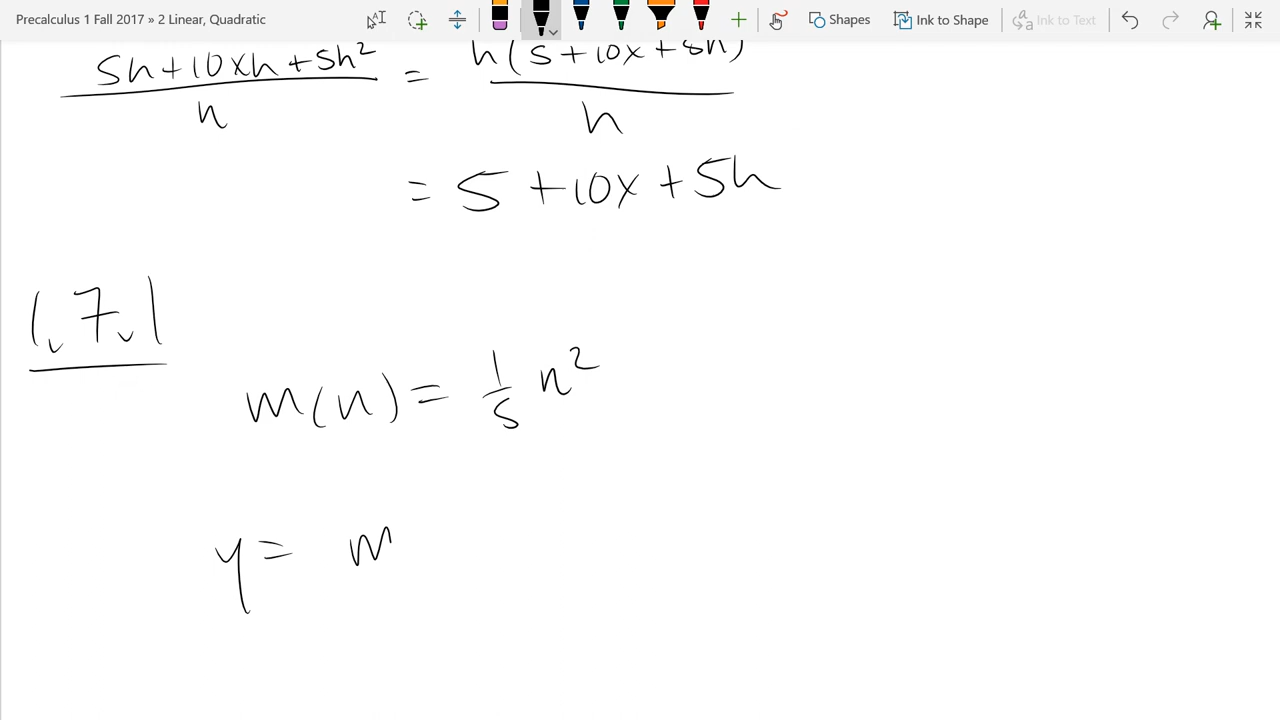 Precalculus 1 Fall 2017 » 2 Linear, Quadratic
Shapes
Ink to Shape
Ink to Text
5h+10xh+5h² / h = h(5+10x+5h) / h
= 5+10x+5h
1.7.1
m(n) = 1/5 n²
y = m